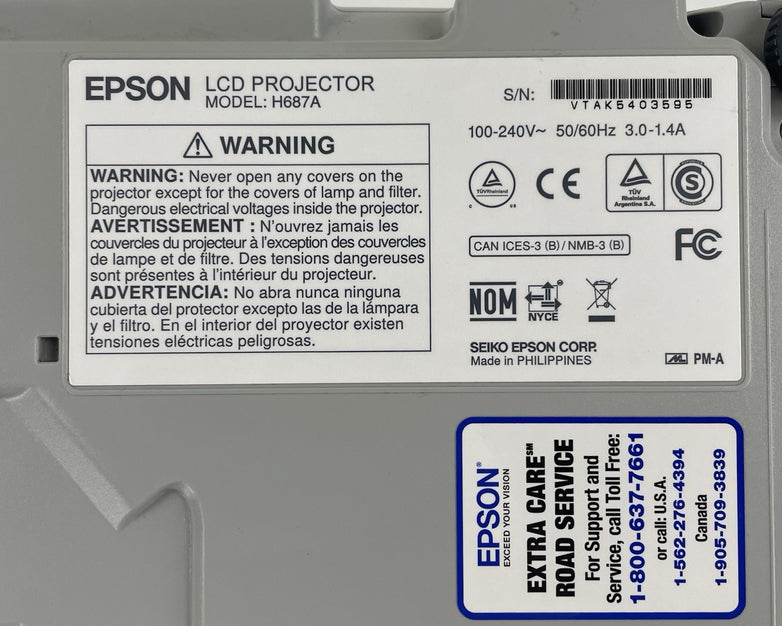 EPSON LCD PROJECTOR
MODEL: H687A
WARNING
WARNING: Never open any covers on the
projector except for the covers of lamp and filter.
Dangerous electrical voltages inside the projector.
AVERTISSEMENT : N'ouvrez jamais les
couvercles du projecteur à l'exception des couvercles
de lampe et de filtre. Des tensions dangereuses
sont présentes à l'intérieur du projecteur.
ADVERTENCIA: No abra nunca ninguna
cubierta del protector excepto las de la lámpara
y el filtro. En el interior del proyector existen
tensiones eléctricas peligrosas.
S/N:
VTAK5403595
100-240V~ 50/60Hz 3.0-1.4A
TÜVRheinland
C US
CE
TÜV
Rheinland
Argentina S.A.
S
CAN ICES-3 (B) / NMB-3 (B)
FC
NOM
NYCE
SEIKO EPSON CORP.
Made in PHILIPPINES
PM-A
EPSON®
EXCEED YOUR VISION
EXTRA CARE℠
ROAD SERVICE
For Support and
Service, call Toll Free:
1-800-637-7661
or call: U.S.A.
1-562-276-4394
Canada
1-905-709-3839